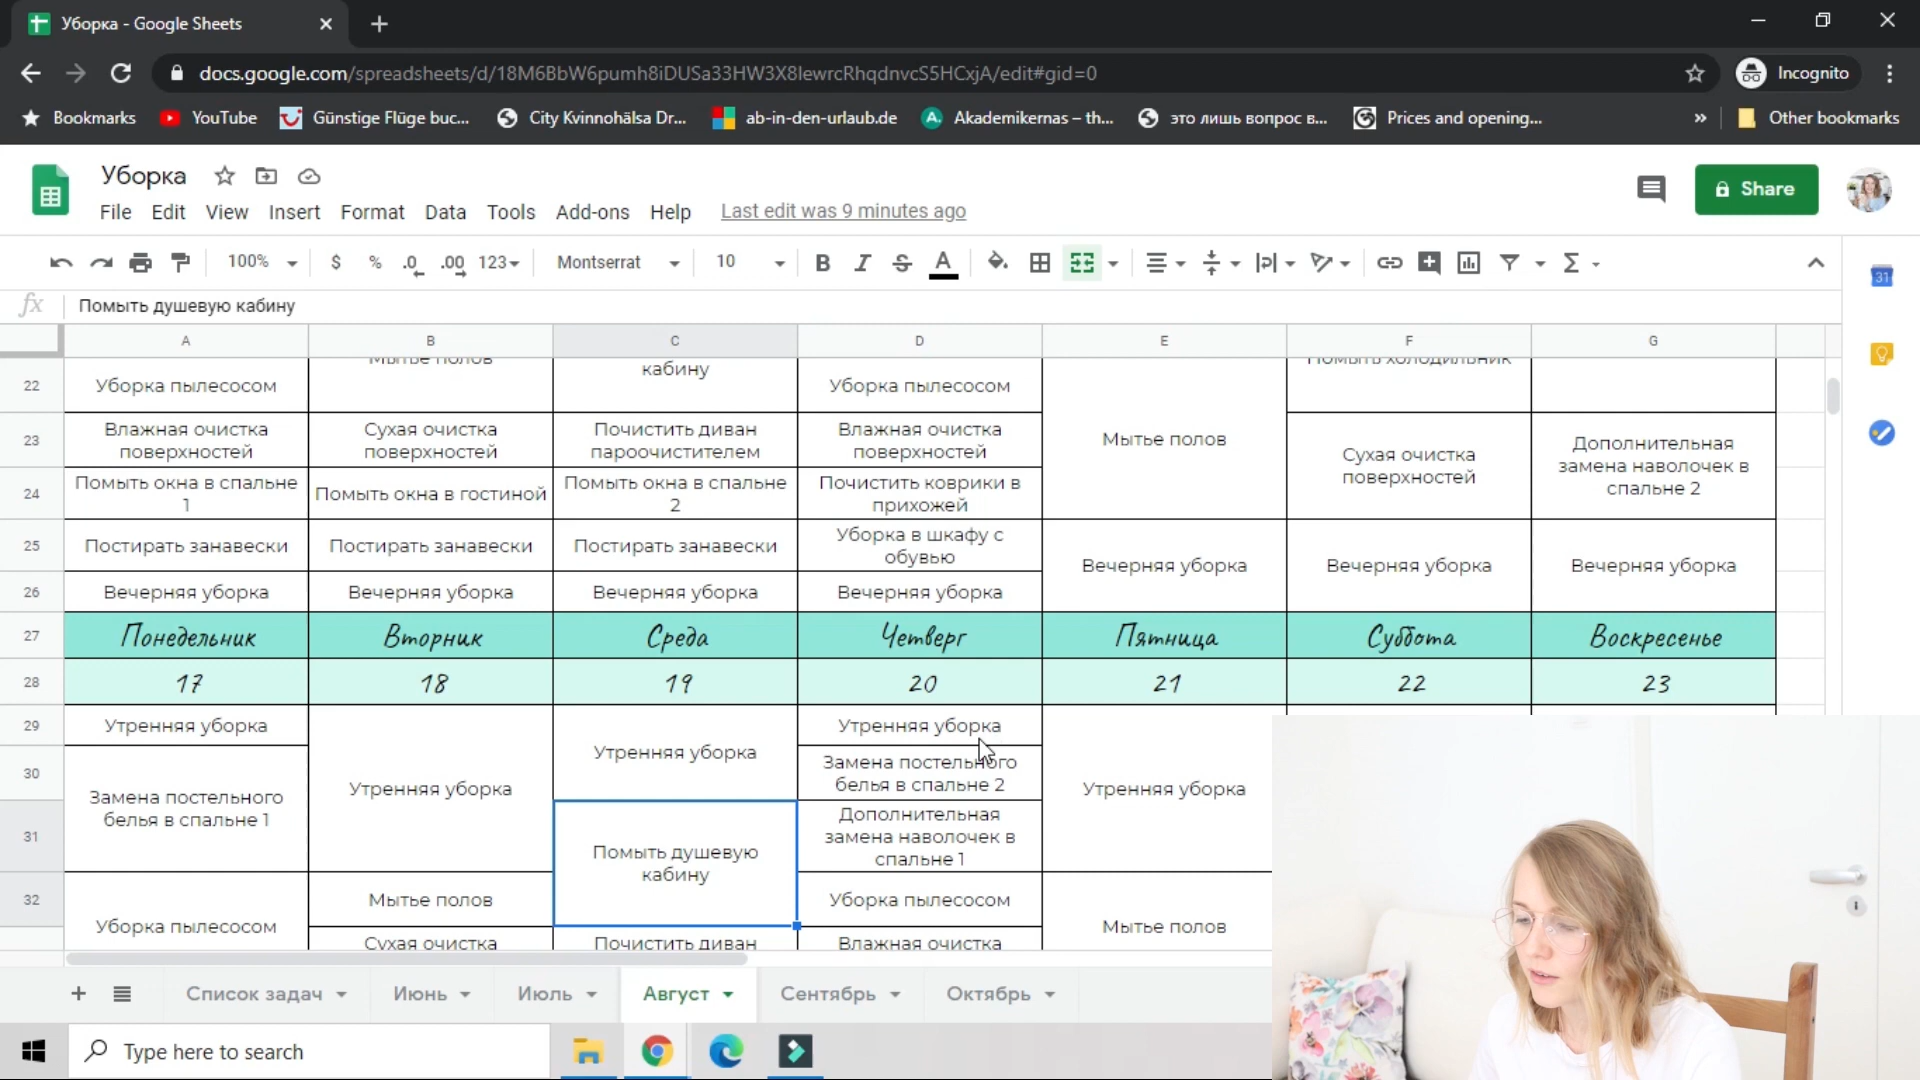 Уборка - Google Sheets
docs.google.com/spreadsheets/d/18M6BbW6pumh8iDUSa33HW3X8IewrcRhqdnvcS5HCxjA/edit#gid=0
Incognito
Bookmarks
YouTube
Günstige Flüge buc...
City Kvinnohälsa Dr...
ab-in-den-urlaub.de
Akademikernas – th...
это лишь вопрос в...
Prices and opening...
»
Other bookmarks
Уборка
Share
File Edit View Insert Format Data Tools Add-ons Help Last edit was 9 minutes ago
100% $ % .0 .00 123 Montserrat 10 B I S A
31
fx Помыть душевую кабину
A B C D E F G
22
Уборка пылесосом
Мытье полов
кабину
Уборка пылесосом
Помыть холодильник
23
Влажная очистка
поверхностей
Сухая очистка
поверхностей
Почистить диван
пароочистителем
Влажная очистка
поверхностей
Мытье полов
Сухая очистка
поверхностей
Дополнительная
замена наволочек в
спальне 2
24
Помыть окна в спальне
1
Помыть окна в гостиной
Помыть окна в спальне
2
Почистить коврики в
прихожей
25
Постирать занавески
Постирать занавески
Постирать занавески
Уборка в шкафу с
обувью
Вечерняя уборка
Вечерняя уборка
Вечерняя уборка
26
Вечерняя уборка
Вечерняя уборка
Вечерняя уборка
Вечерняя уборка
27
Понедельник
Вторник
Среда
Четверг
Пятница
Суббота
Воскресенье
28
17
18
19
20
21
22
23
29
Утренняя уборка
Утренняя уборка
Утренняя уборка
Утренняя уборка
Утренняя уборка
30
Замена постельного
белья в спальне 1
Замена постельного
белья в спальне 2
31
Помыть душевую
кабину
Дополнительная
замена наволочек в
спальне 1
32
Уборка пылесосом
Мытье полов
Уборка пылесосом
Мытье полов
Сухая очистка
Почистить диван
Влажная очистка
Список задач
Июнь
Июль
Август
Сентябрь
Октябрь
Type here to search